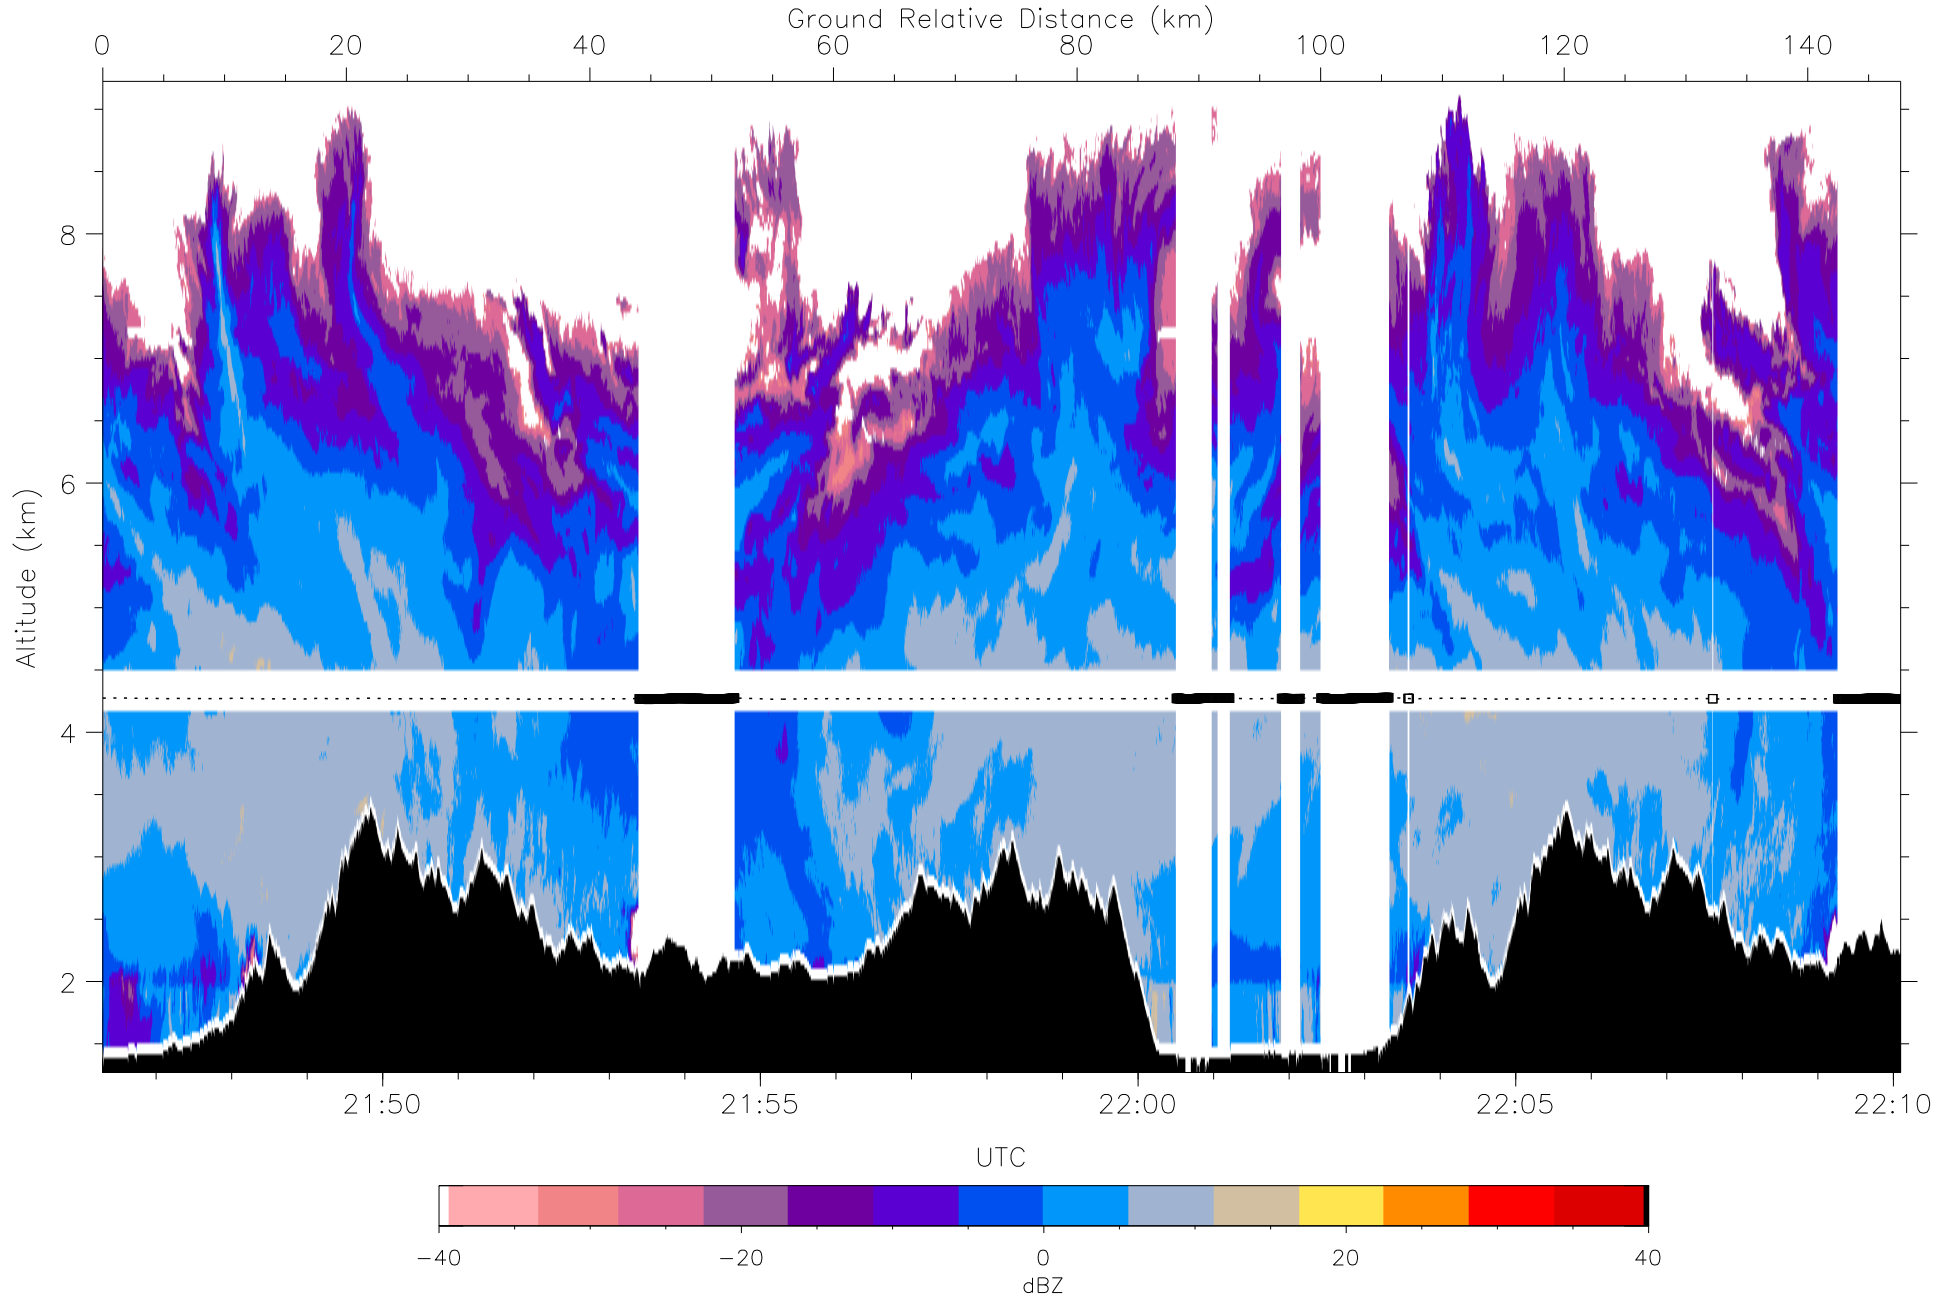 Ground Relative Distance (km)
0 20 40 60 80 100 120 140
8
6
4
2
Altitude (km)
21:50 21:55 22:00 22:05 22:10
UTC
−40 −20 0 20 40
dBZ